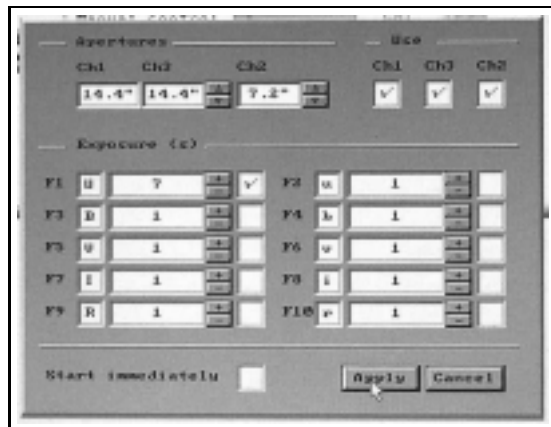 Manual control
Apertures
Use
Ch1 Ch3 Ch2 Ch1 Ch3 Ch2
14.4" 14.4" 7.2"
Exposure (s)
F1 U 7 F2 u 1
F3 B 1 F4 b 1
F5 V 1 F6 v 1
F7 I 1 F8 i 1
F9 R 1 F10 r 1
Start immediately Apply Cancel